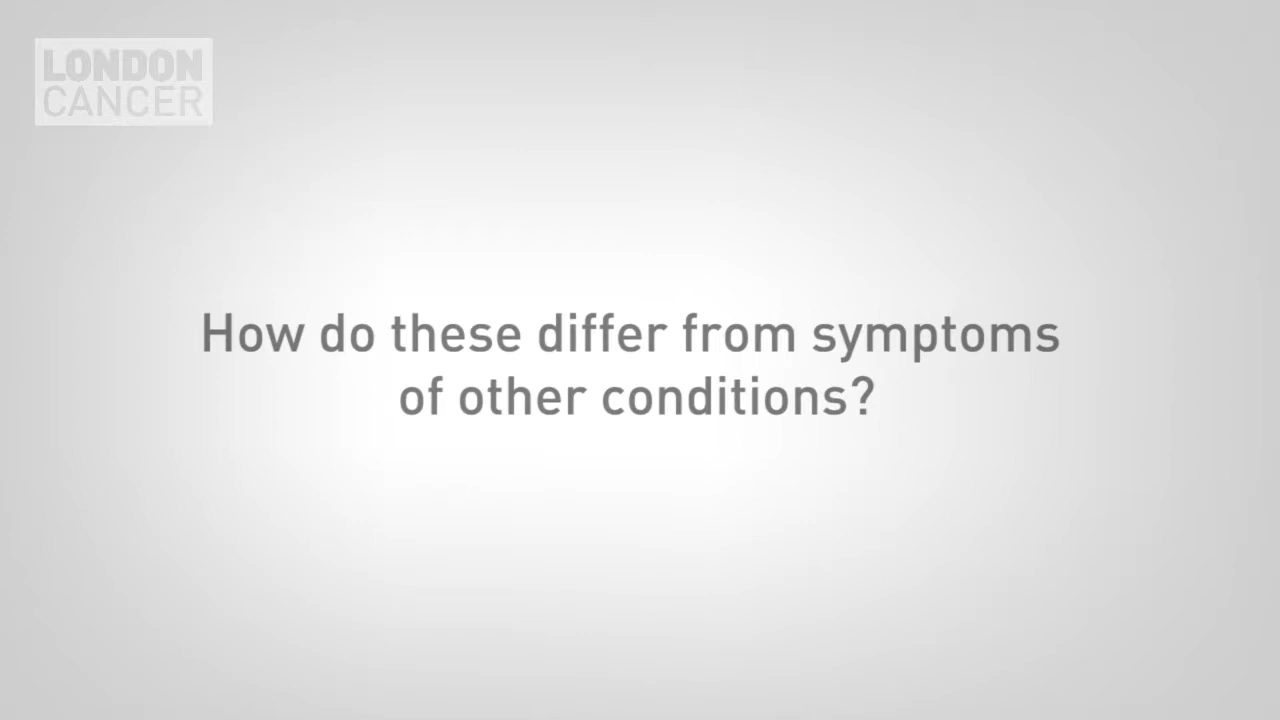 LONDON
CANCER
How do these differ from symptoms
of other conditions?